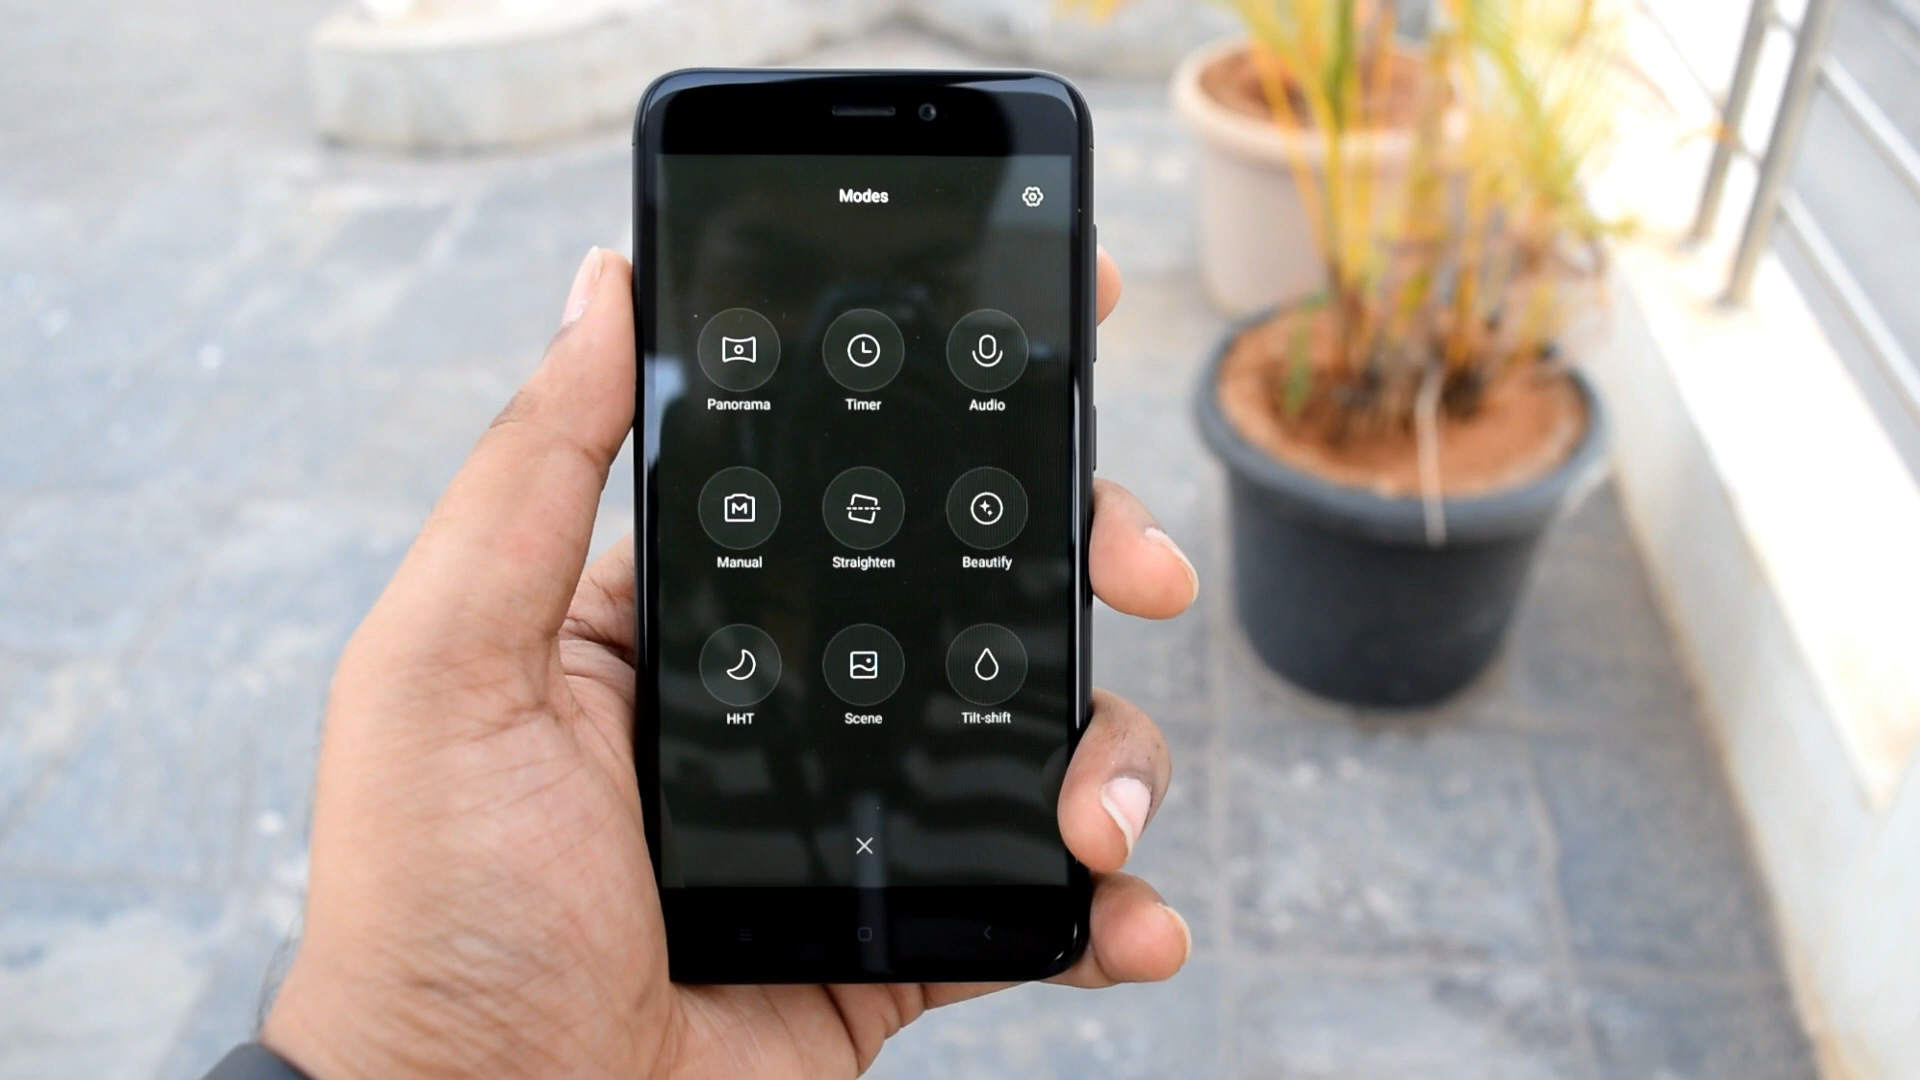 Modes
Panorama
Timer
Audio
Manual
Straighten
Beautify
HHT
Scene
Tilt-shift